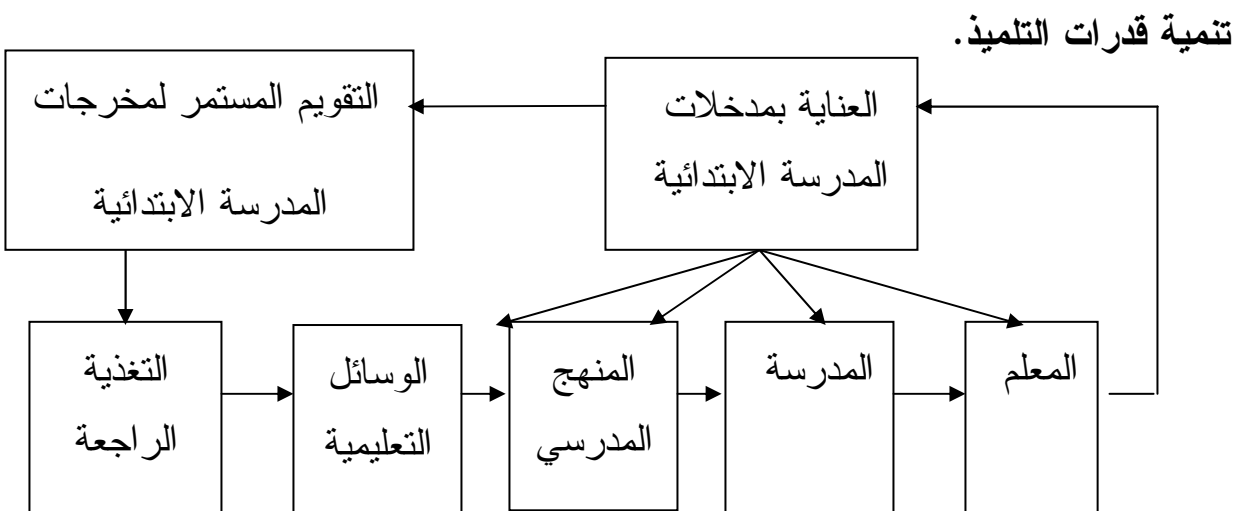 تنمية قدرات التلميذ.
العناية بمدخلات
المدرسة الابتدائية
التقويم المستمر لمخرجات
المدرسة الابتدائية
المعلم
المدرسة
المنهج
المدرسي
الوسائل
التعليمية
التغذية
الراجعة